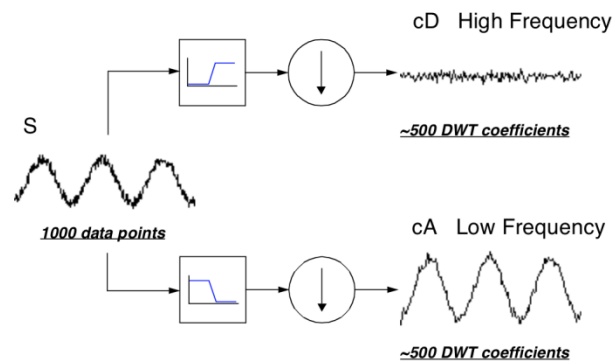 cD High Frequency
~500 DWT coefficients
S
1000 data points
cA Low Frequency
~500 DWT coefficients